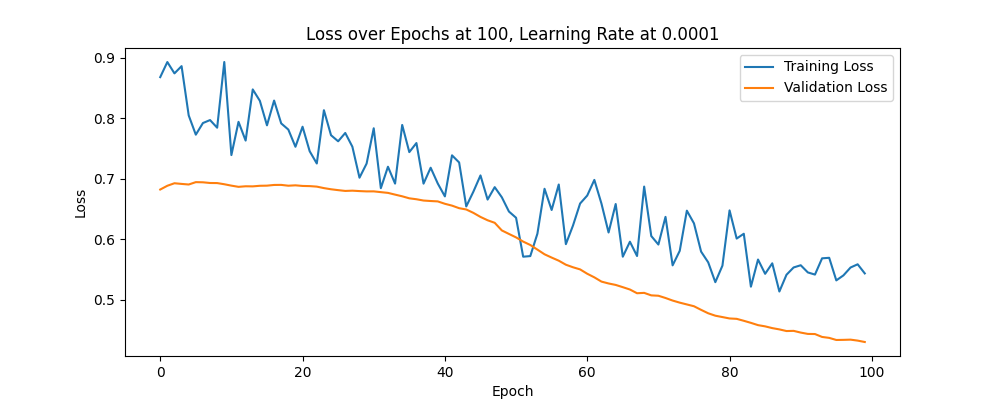 Loss over Epochs at 100, Learning Rate at 0.0001
Training Loss
Validation Loss
0.9
0.8
0.7
0.6
0.5
Loss
0 20 40 60 80 100
Epoch